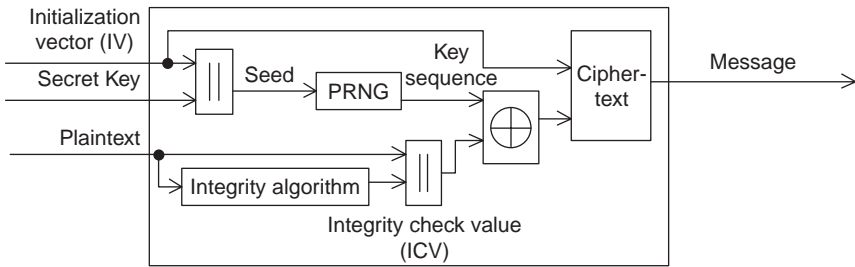 Initialization
vector (IV)
Secret Key
Plaintext
||
Seed
PRNG
Key
sequence
Cipher-
text
Message
Integrity algorithm
||
Integrity check value
(ICV)